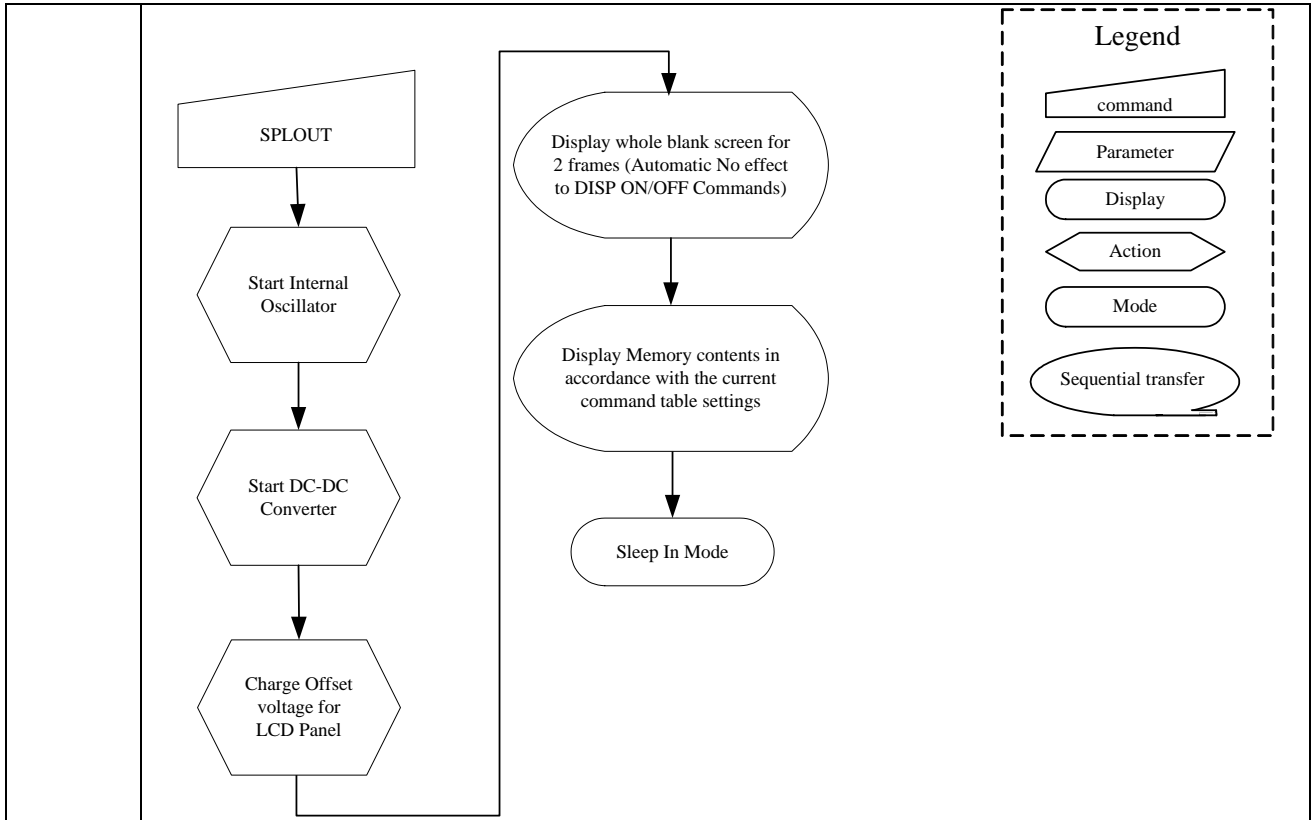 SPLOUT
Start Internal
Oscillator
Start DC-DC
Converter
Charge Offset
voltage for
LCD Panel
Display whole blank screen for
2 frames (Automatic No effect
to DISP ON/OFF Commands)
Display Memory contents in
accordance with the current
command table settings
Sleep In Mode
Legend
command
Parameter
Display
Action
Mode
Sequential transfer